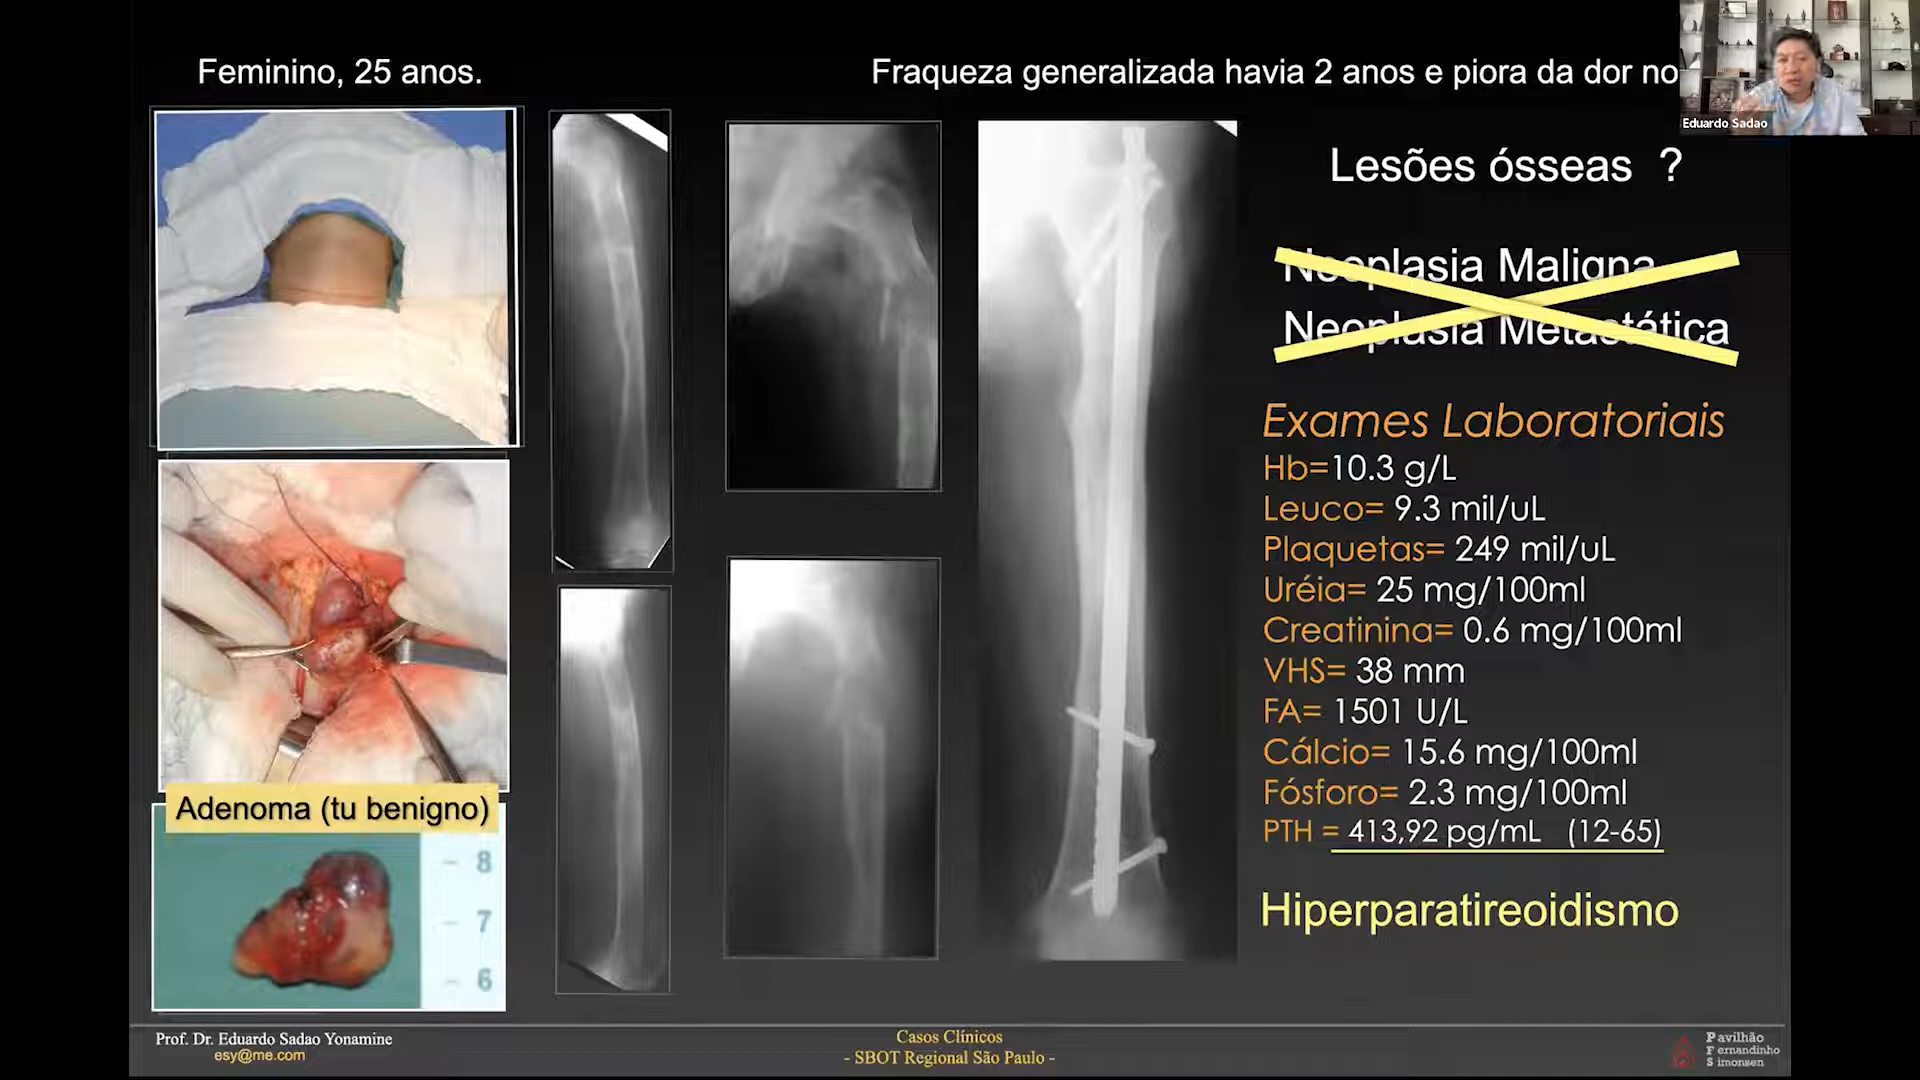 Feminino, 25 anos.
Fraqueza generalizada havia 2 anos e piora da dor no
Eduardo Sadao
Lesões ósseas ?
Neoplasia Maligna
Neoplasia Metastática
Exames Laboratoriais
Hb=10.3 g/L
Leuco= 9.3 mil/uL
Plaquetas= 249 mil/uL
Uréia= 25 mg/100ml
Creatinina= 0.6 mg/100ml
VHS= 38 mm
FA= 1501 U/L
Cálcio= 15.6 mg/100ml
Fósforo= 2.3 mg/100ml
PTH = 413,92 pg/mL (12-65)
Hiperparatireoidismo
Adenoma (tu benigno)
8
7
6
Prof. Dr. Eduardo Sadao Yonamine
esy@me.com
Casos Clínicos
- SBOT Regional São Paulo -
Pavilhão
Fernandinho
Simonsen